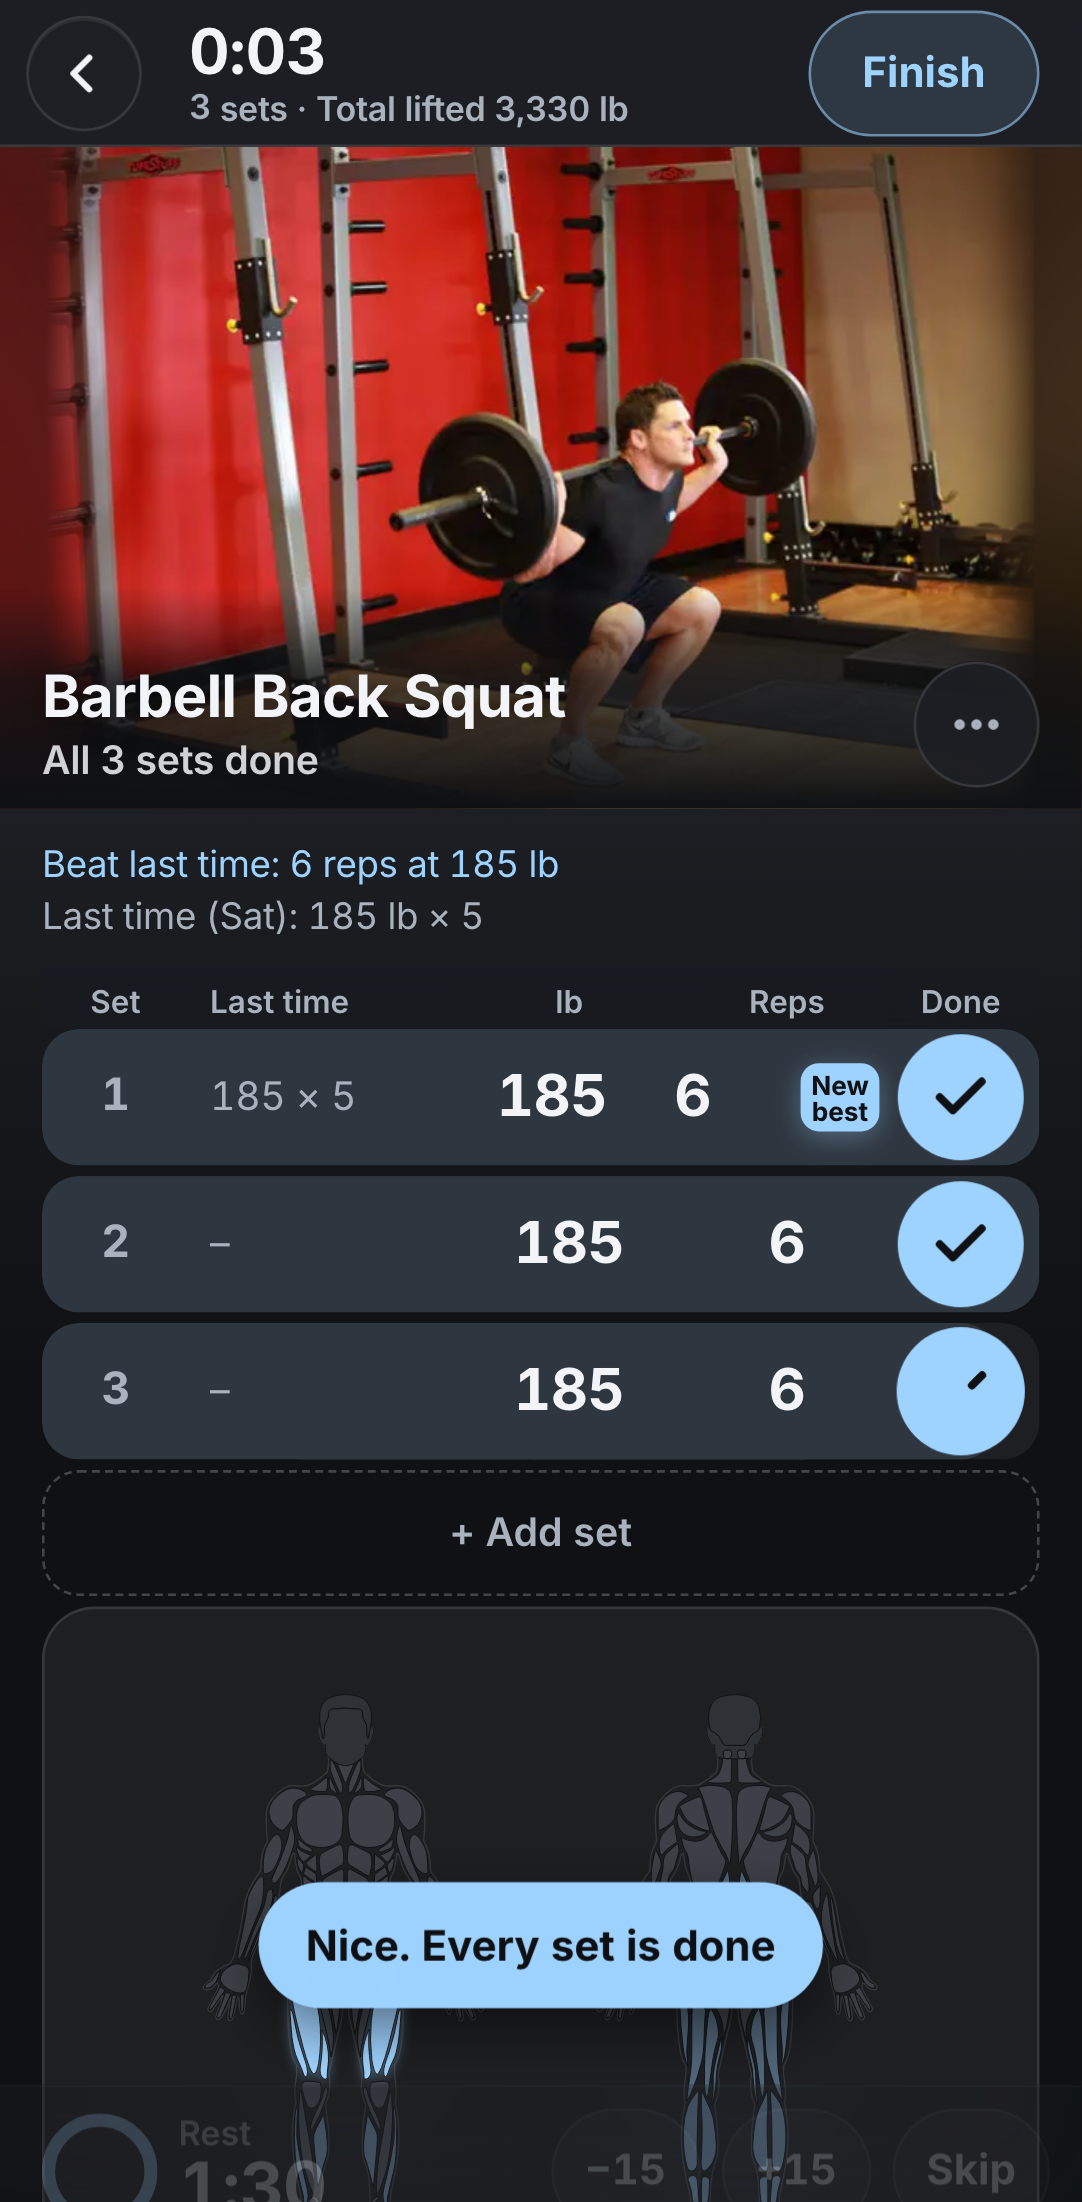 0:03
3 sets · Total lifted 3,330 lb
Finish
Barbell Back Squat
All 3 sets done
Beat last time: 6 reps at 185 lb
Last time (Sat): 185 lb × 5
Set Last time lb Reps Done
1 185 × 5 185 6 New best
2 – 185 6
3 – 185 6
+ Add set
Nice. Every set is done
Rest
1:30
−15 +15 Skip